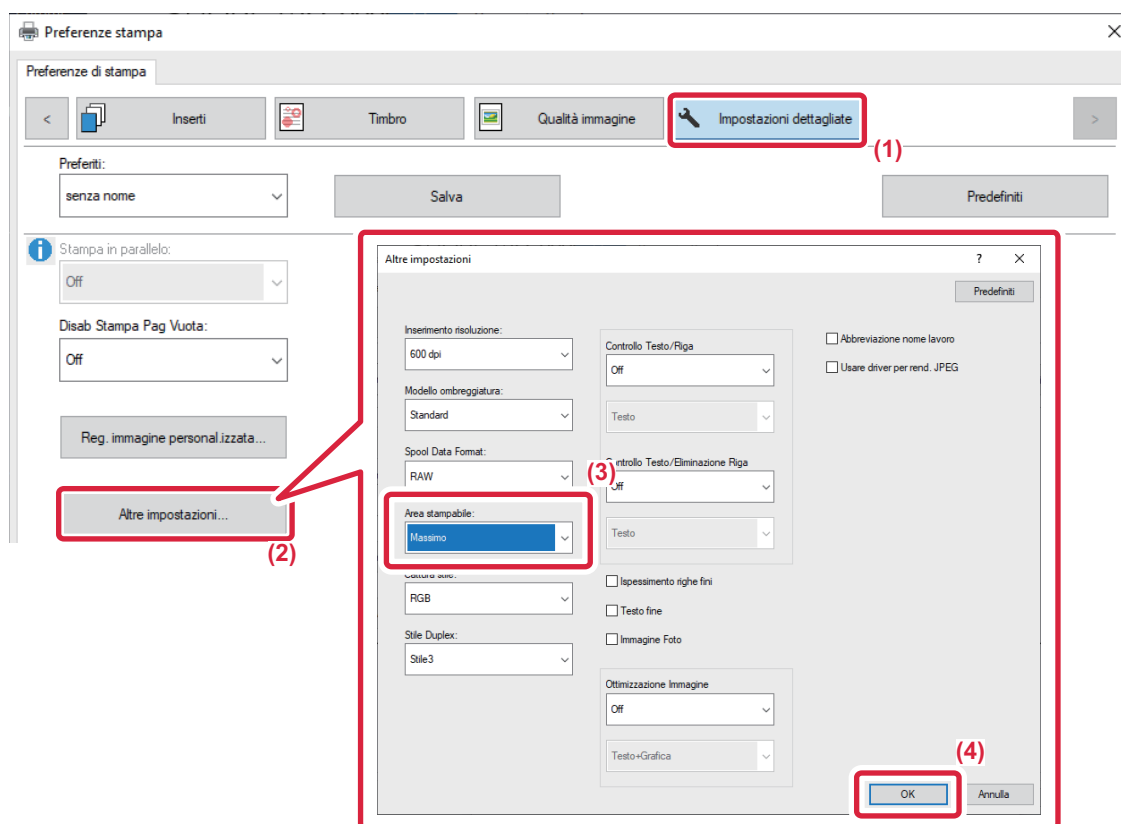 Preferenze stampa
Preferenze di stampa
<
Inserti
Timbro
Qualità immagine
Impostazioni dettagliate
>
(1)
Preferiti:
senza nome
Salva
Predefiniti
Stampa in parallelo:
Off
Disab Stampa Pag Vuota:
Off
Reg. immagine personal.izzata...
Altre impostazioni...
(2)
Altre impostazioni
?
Predefiniti
Inserimento risoluzione:
600 dpi
Modello ombreggiatura:
Standard
Spool Data Format:
RAW
(3)
Area stampabile:
Massimo
Cattura stile:
RGB
Stile Duplex:
Stile3
Controllo Testo/Riga
Off
Testo
Controllo Testo/Eliminazione Riga
Off
Testo
Ispessimento righe fini
Testo fine
Immagine Foto
Ottimizzazione Immagine
Off
Testo+Grafica
Abbreviazione nome lavoro
Usare driver per rend. JPEG
(4)
OK
Annulla